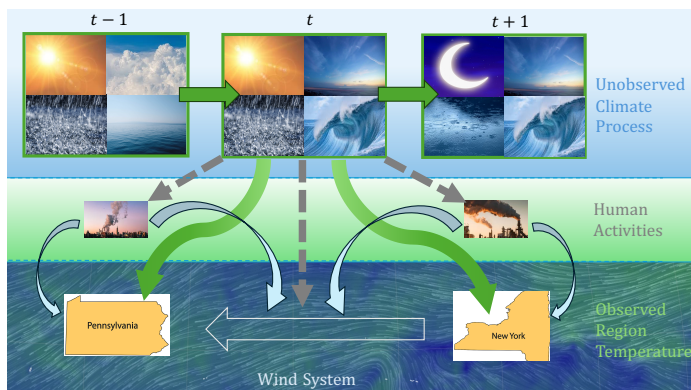 t − 1
t
t + 1
Unobserved
Climate
Process
Human
Activities
Pennsylvania
New York
Observed
Region
Temperature
Wind System